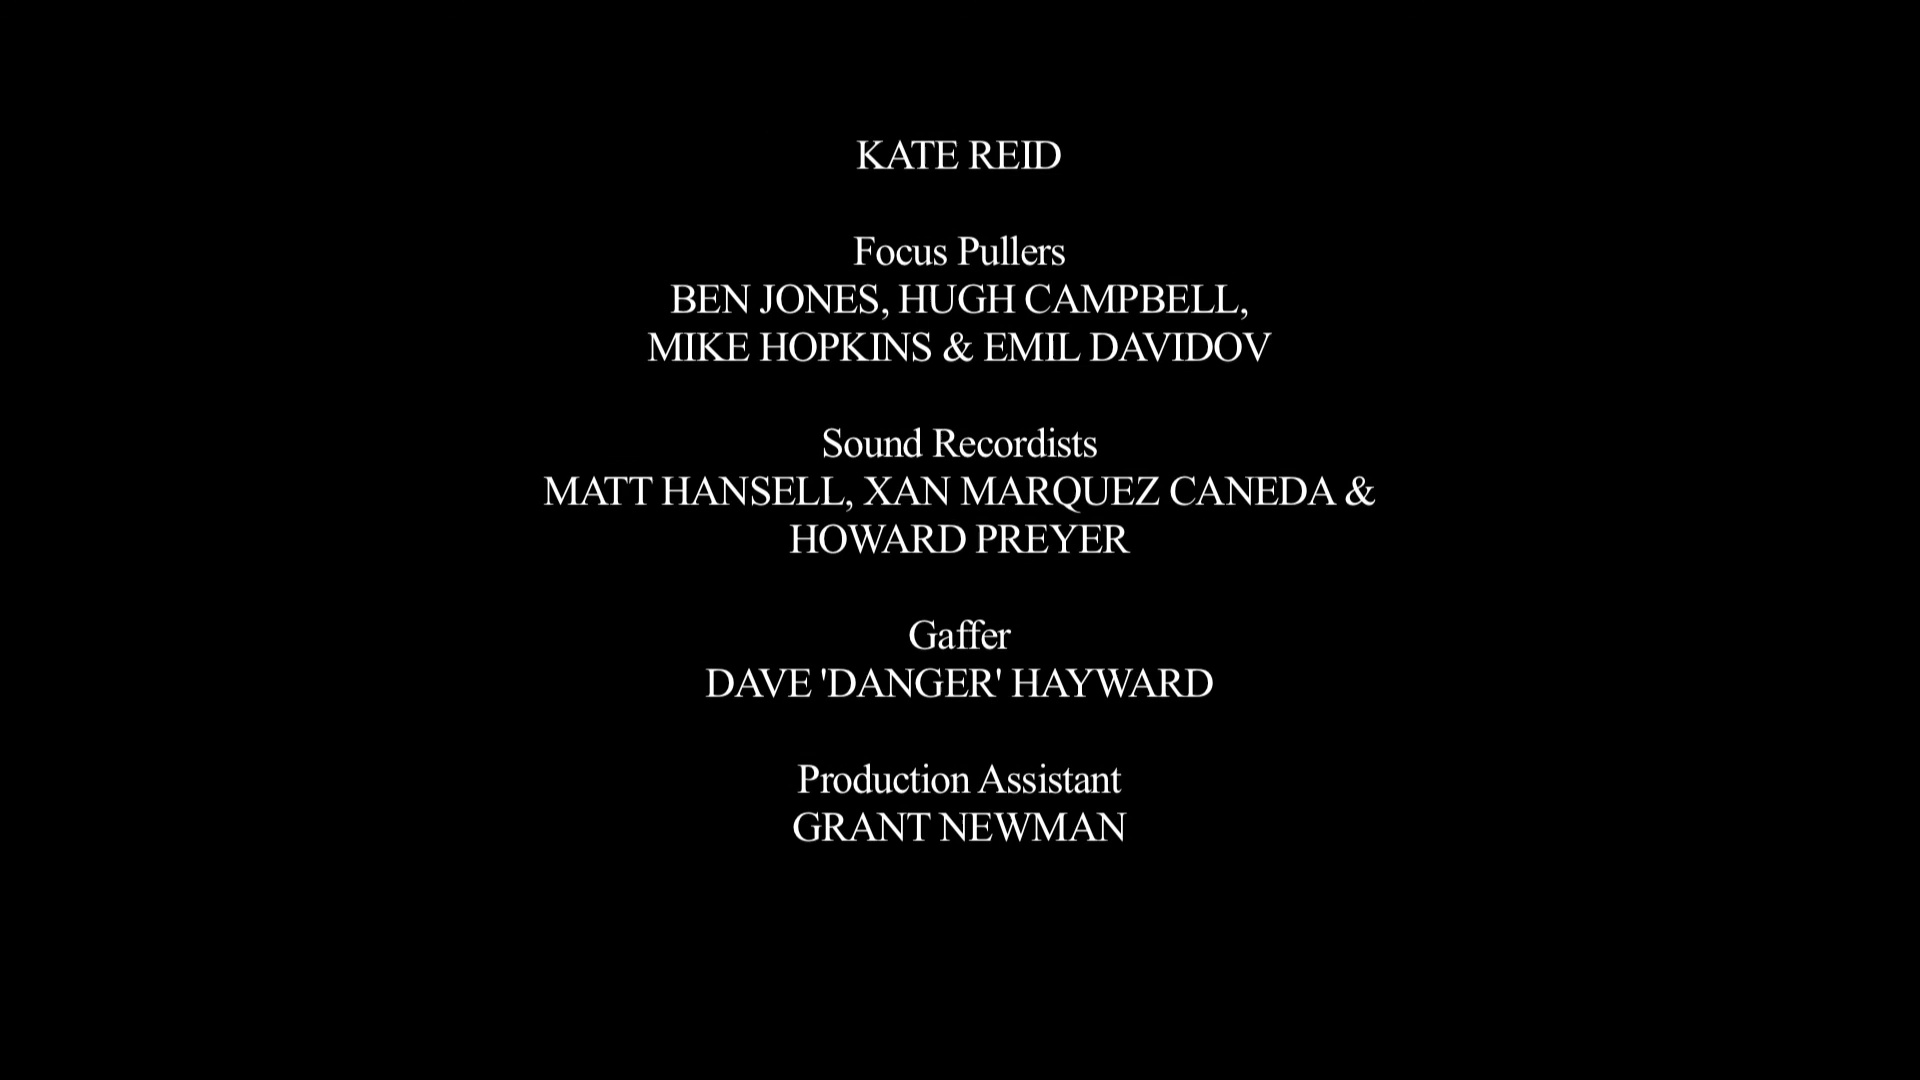 KATE REID
Focus Pullers
BEN JONES, HUGH CAMPBELL,
MIKE HOPKINS & EMIL DAVIDOV
Sound Recordists
MATT HANSELL, XAN MARQUEZ CANEDA &
HOWARD PREYER
Gaffer
DAVE 'DANGER' HAYWARD
Production Assistant
GRANT NEWMAN